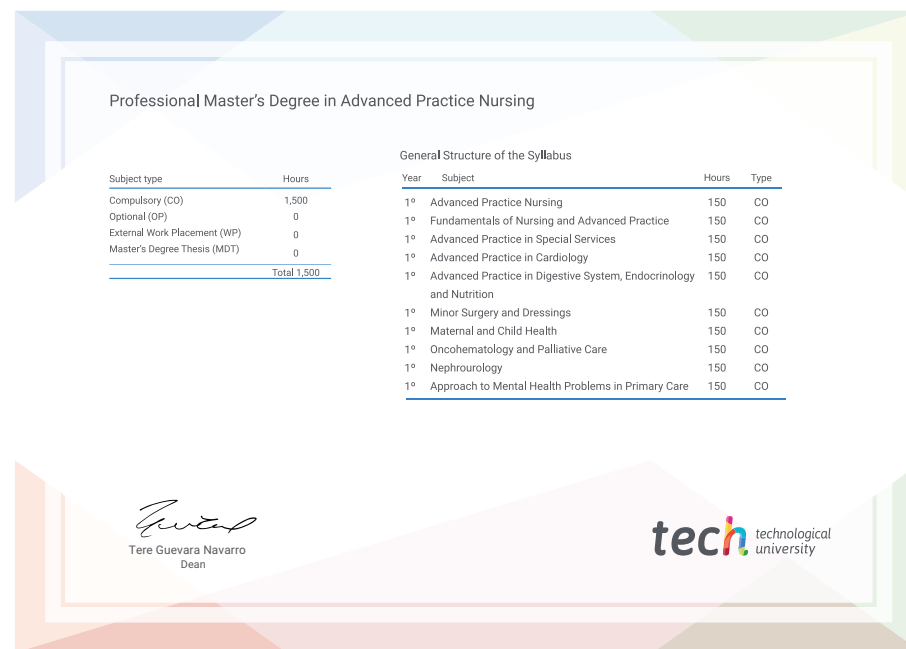 Professional Master's Degree in Advanced Practice Nursing
Subject type Hours
Compulsory (CO) 1,500
Optional (OP) 0
External Work Placement (WP) 0
Master's Degree Thesis (MDT) 0
Total 1,500
General Structure of the Syllabus
Year Subject Hours Type
1º Advanced Practice Nursing 150 CO
1º Fundamentals of Nursing and Advanced Practice 150 CO
1º Advanced Practice in Special Services 150 CO
1º Advanced Practice in Cardiology 150 CO
1º Advanced Practice in Digestive System, Endocrinology 150 CO
and Nutrition
1º Minor Surgery and Dressings 150 CO
1º Maternal and Child Health 150 CO
1º Oncohematology and Palliative Care 150 CO
1º Nephrourology 150 CO
1º Approach to Mental Health Problems in Primary Care 150 CO
Tere Guevara Navarro
Dean
tech technological
university